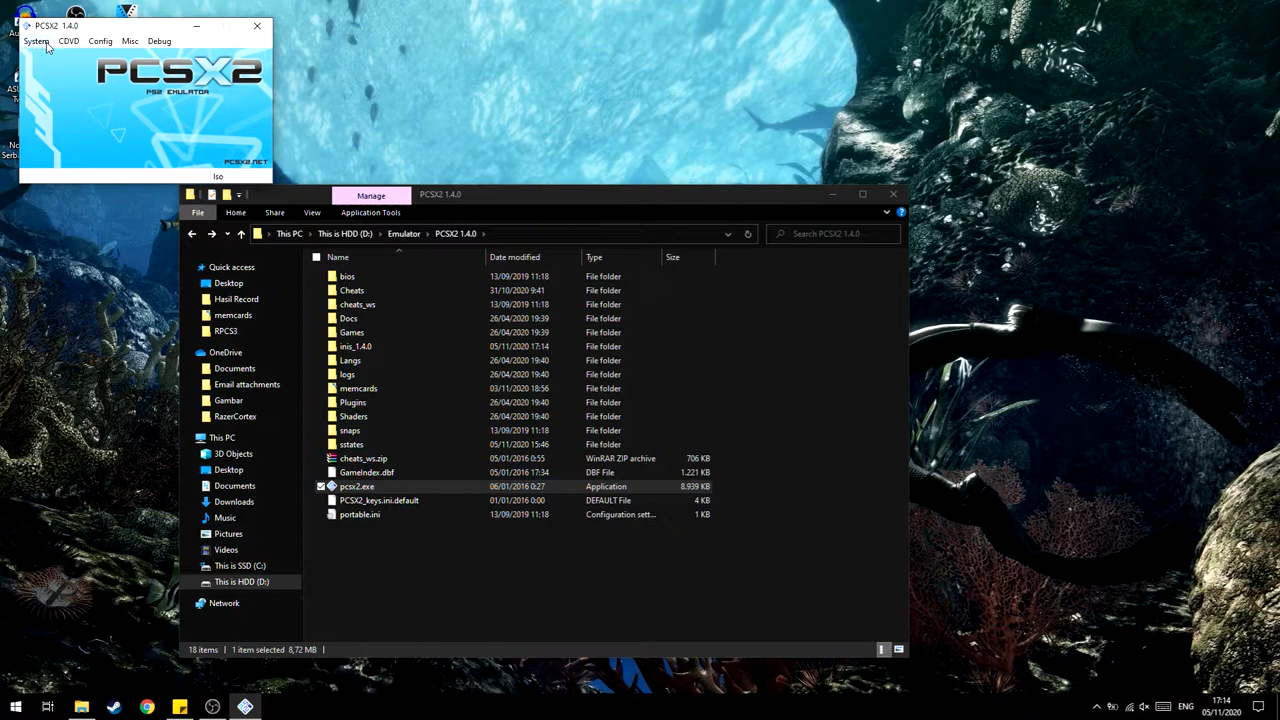 PCSX2 1.4.0
System CDVD Config Misc Debug
PCSX2
PS2 EMULATOR
PCSX2.NET
Iso
Manage PCSX2 1.4.0
File Home Share View Application Tools
This PC This is HDD (D:) Emulator PCSX2 1.4.0 Search PCSX2 1.4.0
Name Date modified Type Size
Quick access
Desktop
Hasil Record
memcards
RPCS3
OneDrive
Documents
Email attachments
Gambar
RazerCortex
This PC
3D Objects
Desktop
Documents
Downloads
Music
Pictures
Videos
This is SSD (C:)
This is HDD (D:)
Network
bios 13/09/2019 11:18 File folder
Cheats 31/10/2020 9:41 File folder
cheats_ws 13/09/2019 11:18 File folder
Docs 26/04/2020 19:39 File folder
Games 26/04/2020 19:39 File folder
inis_1.4.0 05/11/2020 17:14 File folder
Langs 26/04/2020 19:40 File folder
logs 26/04/2020 19:40 File folder
memcards 03/11/2020 18:56 File folder
Plugins 26/04/2020 19:40 File folder
Shaders 26/04/2020 19:40 File folder
snaps 13/09/2019 11:18 File folder
sstates 05/11/2020 15:46 File folder
cheats_ws.zip 05/01/2016 0:55 WinRAR ZIP archive 706 KB
GameIndex.dbf 05/01/2016 17:34 DBF File 1.221 KB
pcsx2.exe 06/01/2016 0:27 Application 8.939 KB
PCSX2_keys.ini.default 01/01/2016 0:00 DEFAULT File 4 KB
portable.ini 13/09/2019 11:18 Configuration sett... 1 KB
18 items 1 item selected 8,72 MB
ENG 17:14
05/11/2020